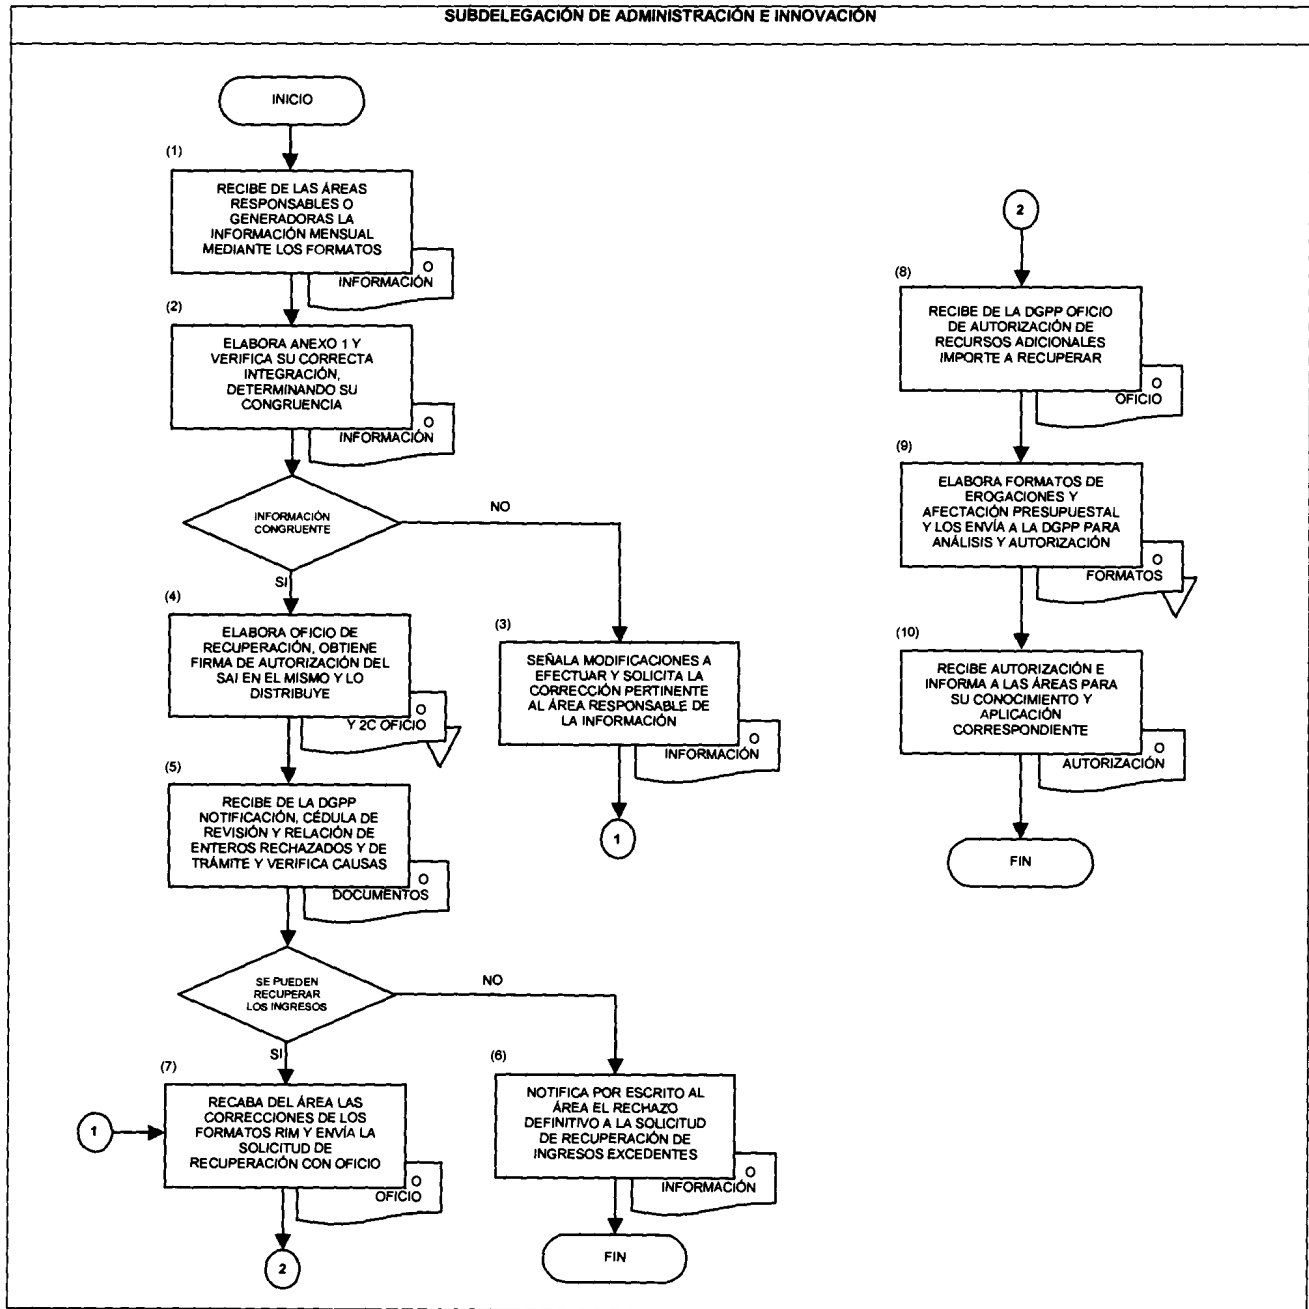 SUBDELEGACIÓN DE ADMINISTRACIÓN E INNOVACIÓN
INICIO
(1)
RECIBE DE LAS ÁREAS
RESPONSABLES O
GENERADORAS LA
INFORMACIÓN MENSUAL
MEDIANTE LOS FORMATOS
O
INFORMACIÓN
(2)
ELABORA ANEXO 1 Y
VERIFICA SU CORRECTA
INTEGRACIÓN,
DETERMINANDO SU
CONGRUENCIA
O
INFORMACIÓN
INFORMACIÓN
CONGRUENTE
NO
SI
(4)
ELABORA OFICIO DE
RECUPERACIÓN, OBTIENE
FIRMA DE AUTORIZACIÓN DEL
SAI EN EL MISMO Y LO
DISTRIBUYE
O
Y 2C OFICIO
(3)
SEÑALA MODIFICACIONES A
EFECTUAR Y SOLICITA LA
CORRECCIÓN PERTINENTE
AL ÁREA RESPONSABLE DE
LA INFORMACIÓN
O
INFORMACIÓN
1
(5)
RECIBE DE LA DGPP
NOTIFICACIÓN, CÉDULA DE
REVISIÓN Y RELACIÓN DE
ENTEROS RECHAZADOS Y DE
TRÁMITE Y VERIFICA CAUSAS
O
DOCUMENTOS
SE PUEDEN
RECUPERAR
LOS INGRESOS
NO
SI
(7)
RECABA DEL ÁREA LAS
CORRECCIONES DE LOS
FORMATOS RIM Y ENVÍA LA
SOLICITUD DE
RECUPERACIÓN CON OFICIO
O
OFICIO
1
2
(6)
NOTIFICA POR ESCRITO AL
ÁREA EL RECHAZO
DEFINITIVO A LA SOLICITUD
DE RECUPERACIÓN DE
INGRESOS EXCEDENTES
O
INFORMACIÓN
FIN
2
(8)
RECIBE DE LA DGPP OFICIO
DE AUTORIZACIÓN DE
RECURSOS ADICIONALES
IMPORTE A RECUPERAR
O
OFICIO
(9)
ELABORA FORMATOS DE
EROGACIONES Y
AFECTACIÓN PRESUPUESTAL
Y LOS ENVÍA A LA DGPP PARA
ANÁLISIS Y AUTORIZACIÓN
O
FORMATOS
(10)
RECIBE AUTORIZACIÓN E
INFORMA A LAS ÁREAS PARA
SU CONOCIMIENTO Y
APLICACIÓN
CORRESPONDIENTE
O
AUTORIZACIÓN
FIN